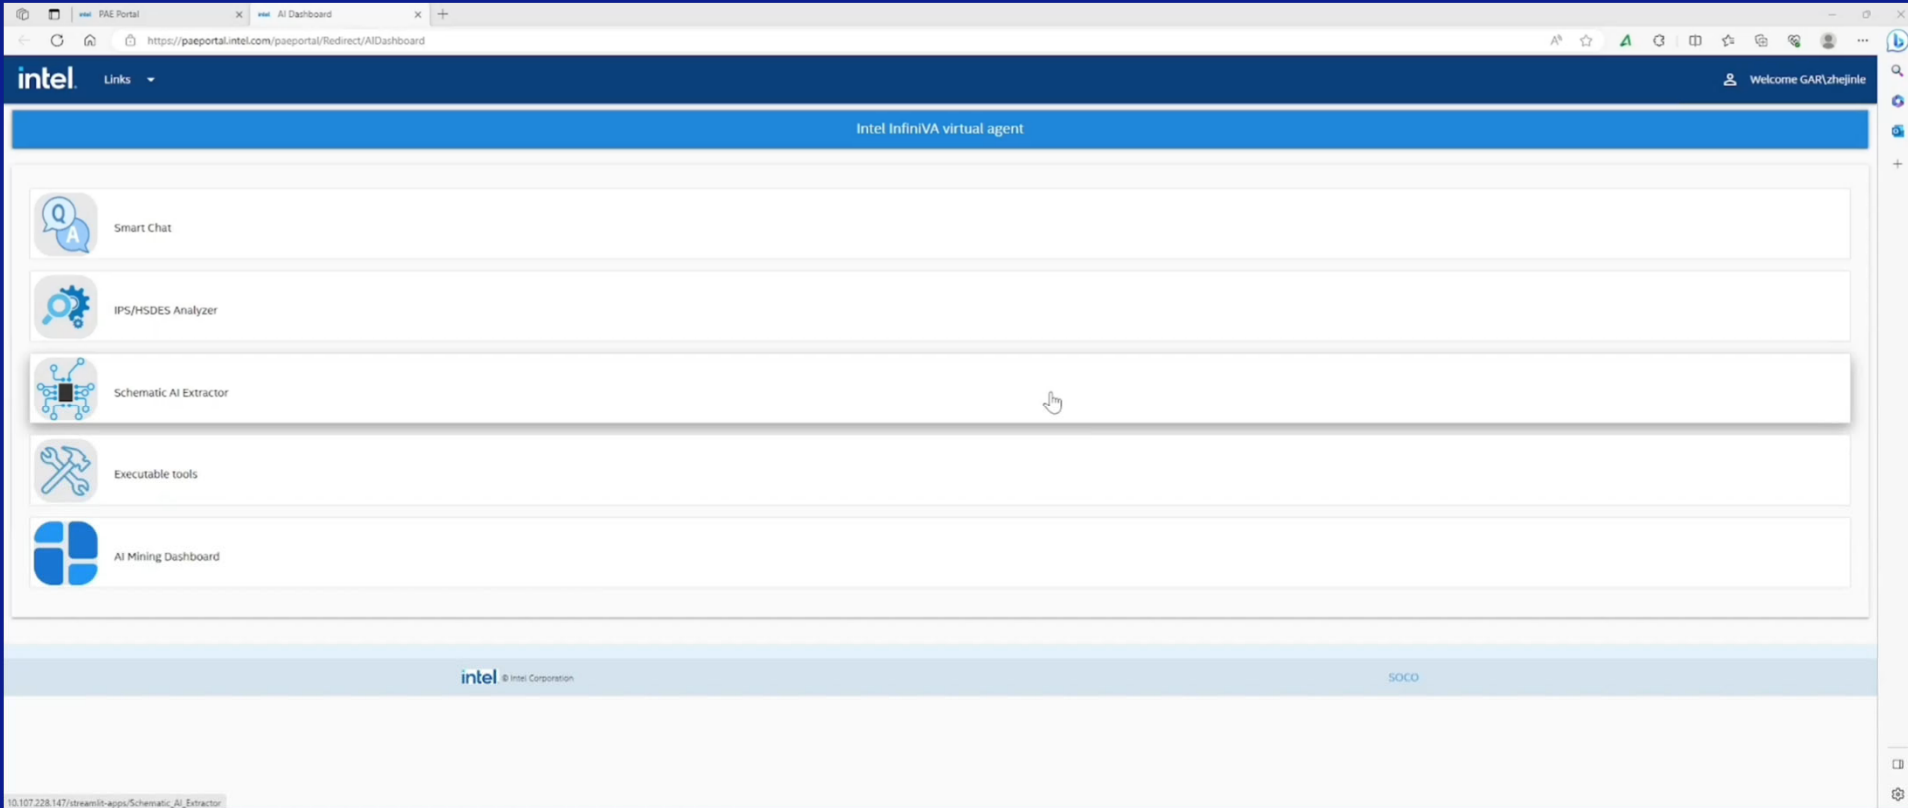 intel PAE Portal
intel AI Dashboard
https://paeportal.intel.com/paeportal/Redirect/AIDashboard
intel.
Links
Welcome GAR\zhejinle
Intel InfiniVA virtual agent
Q
A
Smart Chat
IPS/HSDES Analyzer
Schematic AI Extractor
Executable tools
AI Mining Dashboard
intel © Intel Corporation
SOCO
10.107.228.147/streamlit-apps/Schematic_AI_Extractor